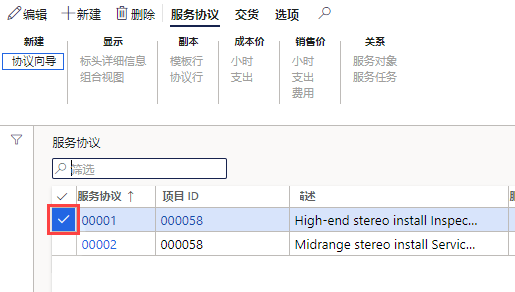 编辑 新建 删除 服务协议 交货 选项
新建 显示 副本 成本价 销售价 关系
协议向导 标头详细信息 模板行 小时 小时 服务对象
组合视图 协议行 支出 支出 服务任务
费用
服务协议
筛选
服务协议 ↑ 项目 ID 描述
00001 000058 High-end stereo install Inspec...
00002 000058 Midrange stereo install Servic...